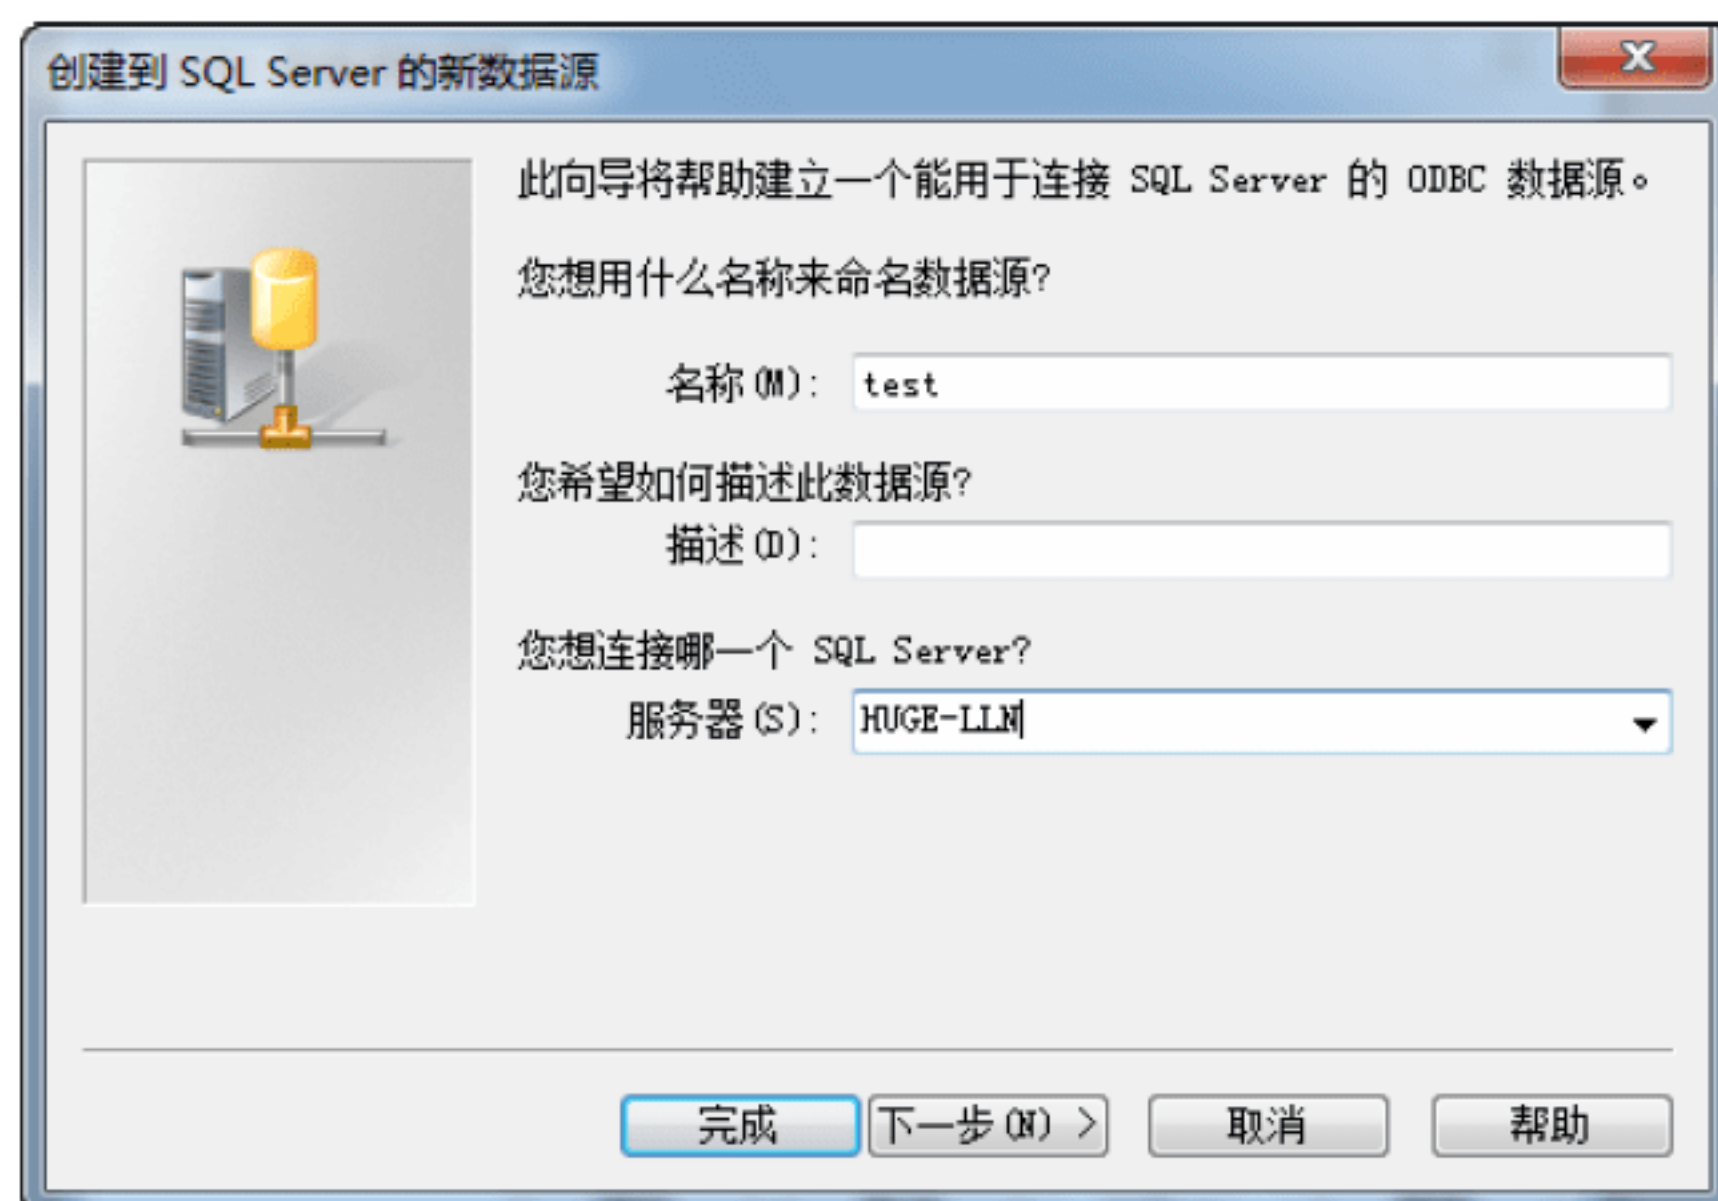 创建到 SQL Server 的新数据源
此向导将帮助建立一个能用于连接 SQL Server 的 ODBC 数据源。
您想用什么名称来命名数据源?
名称(M): test
您希望如何描述此数据源?
描述(D):
您想连接哪一个 SQL Server?
服务器(S): HUGE-LLN
完成 下一步(N) > 取消 帮助